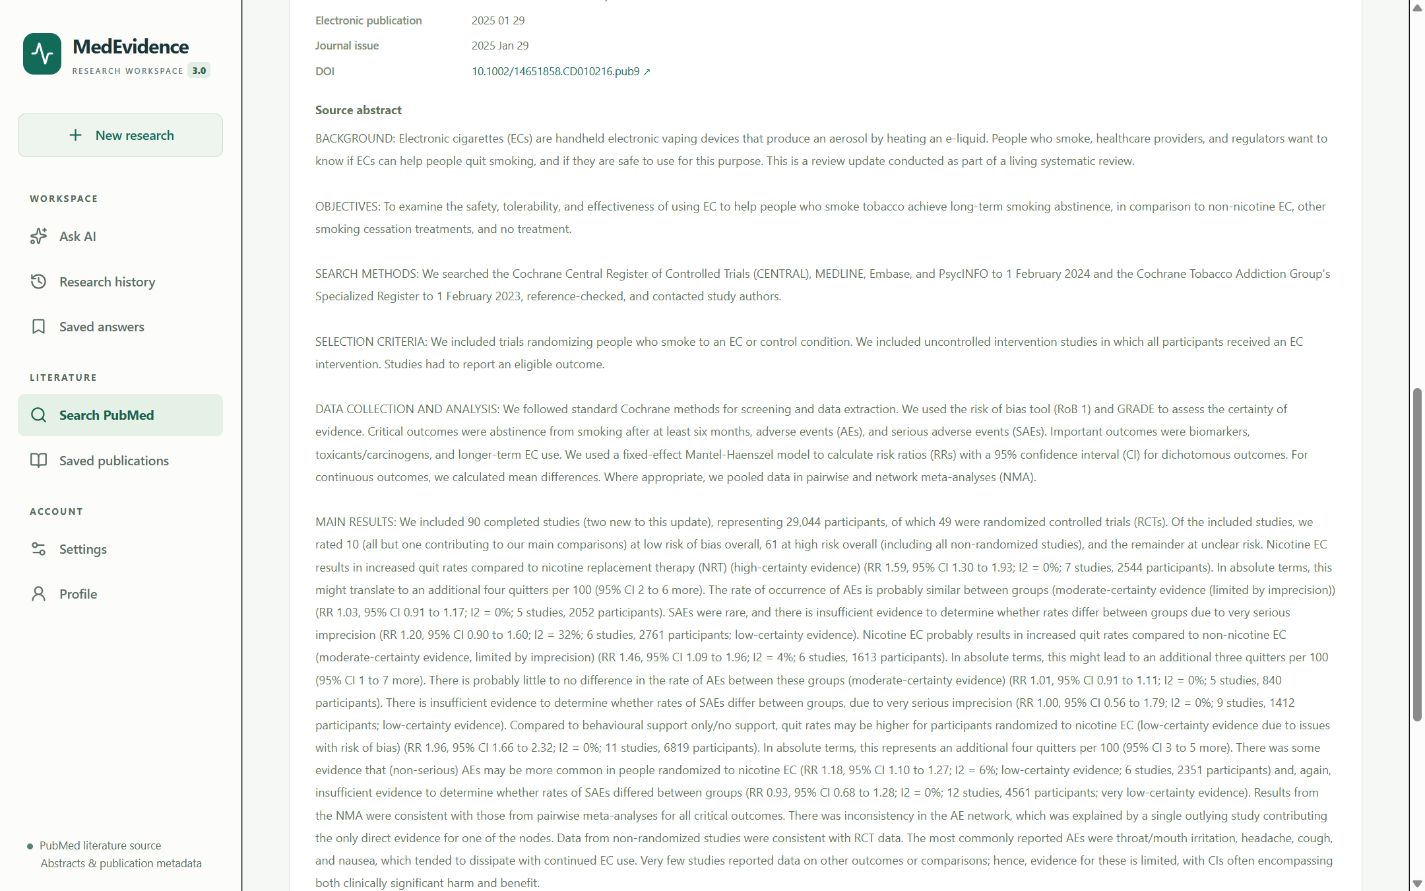 MedEvidence
RESEARCH WORKSPACE 3.0
New research
WORKSPACE
Ask AI
Research history
Saved answers
LITERATURE
Search PubMed
Saved publications
ACCOUNT
Settings
Profile
PubMed literature source
Abstracts & publication metadata
Electronic publication 2025 01 29
Journal issue 2025 Jan 29
DOI 10.1002/14651858.CD010216.pub9 ↗
Source abstract
BACKGROUND: Electronic cigarettes (ECs) are handheld electronic vaping devices that produce an aerosol by heating an e-liquid. People who smoke, healthcare providers, and regulators want to
know if ECs can help people quit smoking, and if they are safe to use for this purpose. This is a review update conducted as part of a living systematic review.
OBJECTIVES: To examine the safety, tolerability, and effectiveness of using EC to help people who smoke tobacco achieve long-term smoking abstinence, in comparison to non-nicotine EC, other
smoking cessation treatments, and no treatment.
SEARCH METHODS: We searched the Cochrane Central Register of Controlled Trials (CENTRAL), MEDLINE, Embase, and PsycINFO to 1 February 2024 and the Cochrane Tobacco Addiction Group's
Specialized Register to 1 February 2023, reference-checked, and contacted study authors.
SELECTION CRITERIA: We included trials randomizing people who smoke to an EC or control condition. We included uncontrolled intervention studies in which all participants received an EC
intervention. Studies had to report an eligible outcome.
DATA COLLECTION AND ANALYSIS: We followed standard Cochrane methods for screening and data extraction. We used the risk of bias tool (RoB 1) and GRADE to assess the certainty of
evidence. Critical outcomes were abstinence from smoking after at least six months, adverse events (AEs), and serious adverse events (SAEs). Important outcomes were biomarkers,
toxicants/carcinogens, and longer-term EC use. We used a fixed-effect Mantel-Haenszel model to calculate risk ratios (RRs) with a 95% confidence interval (CI) for dichotomous outcomes. For
continuous outcomes, we calculated mean differences. Where appropriate, we pooled data in pairwise and network meta-analyses (NMA).
MAIN RESULTS: We included 90 completed studies (two new to this update), representing 29,044 participants, of which 49 were randomized controlled trials (RCTs). Of the included studies, we
rated 10 (all but one contributing to our main comparisons) at low risk of bias overall, 61 at high risk overall (including all non-randomized studies), and the remainder at unclear risk. Nicotine EC
results in increased quit rates compared to nicotine replacement therapy (NRT) (high-certainty evidence) (RR 1.59, 95% CI 1.30 to 1.93; I2 = 0%; 7 studies, 2544 participants). In absolute terms, this
might translate to an additional four quitters per 100 (95% CI 2 to 6 more). The rate of occurrence of AEs is probably similar between groups (moderate-certainty evidence (limited by imprecision))
(RR 1.03, 95% CI 0.91 to 1.17; I2 = 0%; 5 studies, 2052 participants). SAEs were rare, and there is insufficient evidence to determine whether rates differ between groups due to very serious
imprecision (RR 1.20, 95% CI 0.90 to 1.60; I2 = 32%; 6 studies, 2761 participants; low-certainty evidence). Nicotine EC probably results in increased quit rates compared to non-nicotine EC
(moderate-certainty evidence, limited by imprecision) (RR 1.46, 95% CI 1.09 to 1.96; I2 = 4%; 6 studies, 1613 participants). In absolute terms, this might lead to an additional three quitters per 100
(95% CI 1 to 7 more). There is probably little to no difference in the rate of AEs between these groups (moderate-certainty evidence) (RR 1.01, 95% CI 0.91 to 1.11; I2 = 0%; 5 studies, 840
participants). There is insufficient evidence to determine whether rates of SAEs differ between groups, due to very serious imprecision (RR 1.00, 95% CI 0.56 to 1.79; I2 = 0%; 9 studies, 1412
participants; low-certainty evidence). Compared to behavioural support only/no support, quit rates may be higher for participants randomized to nicotine EC (low-certainty evidence due to issues
with risk of bias) (RR 1.96, 95% CI 1.66 to 2.32; I2 = 0%; 11 studies, 6819 participants). In absolute terms, this represents an additional four quitters per 100 (95% CI 3 to 5 more). There was some
evidence that (non-serious) AEs may be more common in people randomized to nicotine EC (RR 1.18, 95% CI 1.10 to 1.27; I2 = 6%; low-certainty evidence; 6 studies, 2351 participants) and, again,
insufficient evidence to determine whether rates of SAEs differed between groups (RR 0.93, 95% CI 0.68 to 1.28; I2 = 0%; 12 studies, 4561 participants; very low-certainty evidence). Results from
the NMA were consistent with those from pairwise meta-analyses for all critical outcomes. There was inconsistency in the AE network, which was explained by a single outlying study contributing
the only direct evidence for one of the nodes. Data from non-randomized studies were consistent with RCT data. The most commonly reported AEs were throat/mouth irritation, headache, cough,
and nausea, which tended to dissipate with continued EC use. Very few studies reported data on other outcomes or comparisons; hence, evidence for these is limited, with CIs often encompassing
both clinically significant harm and benefit.